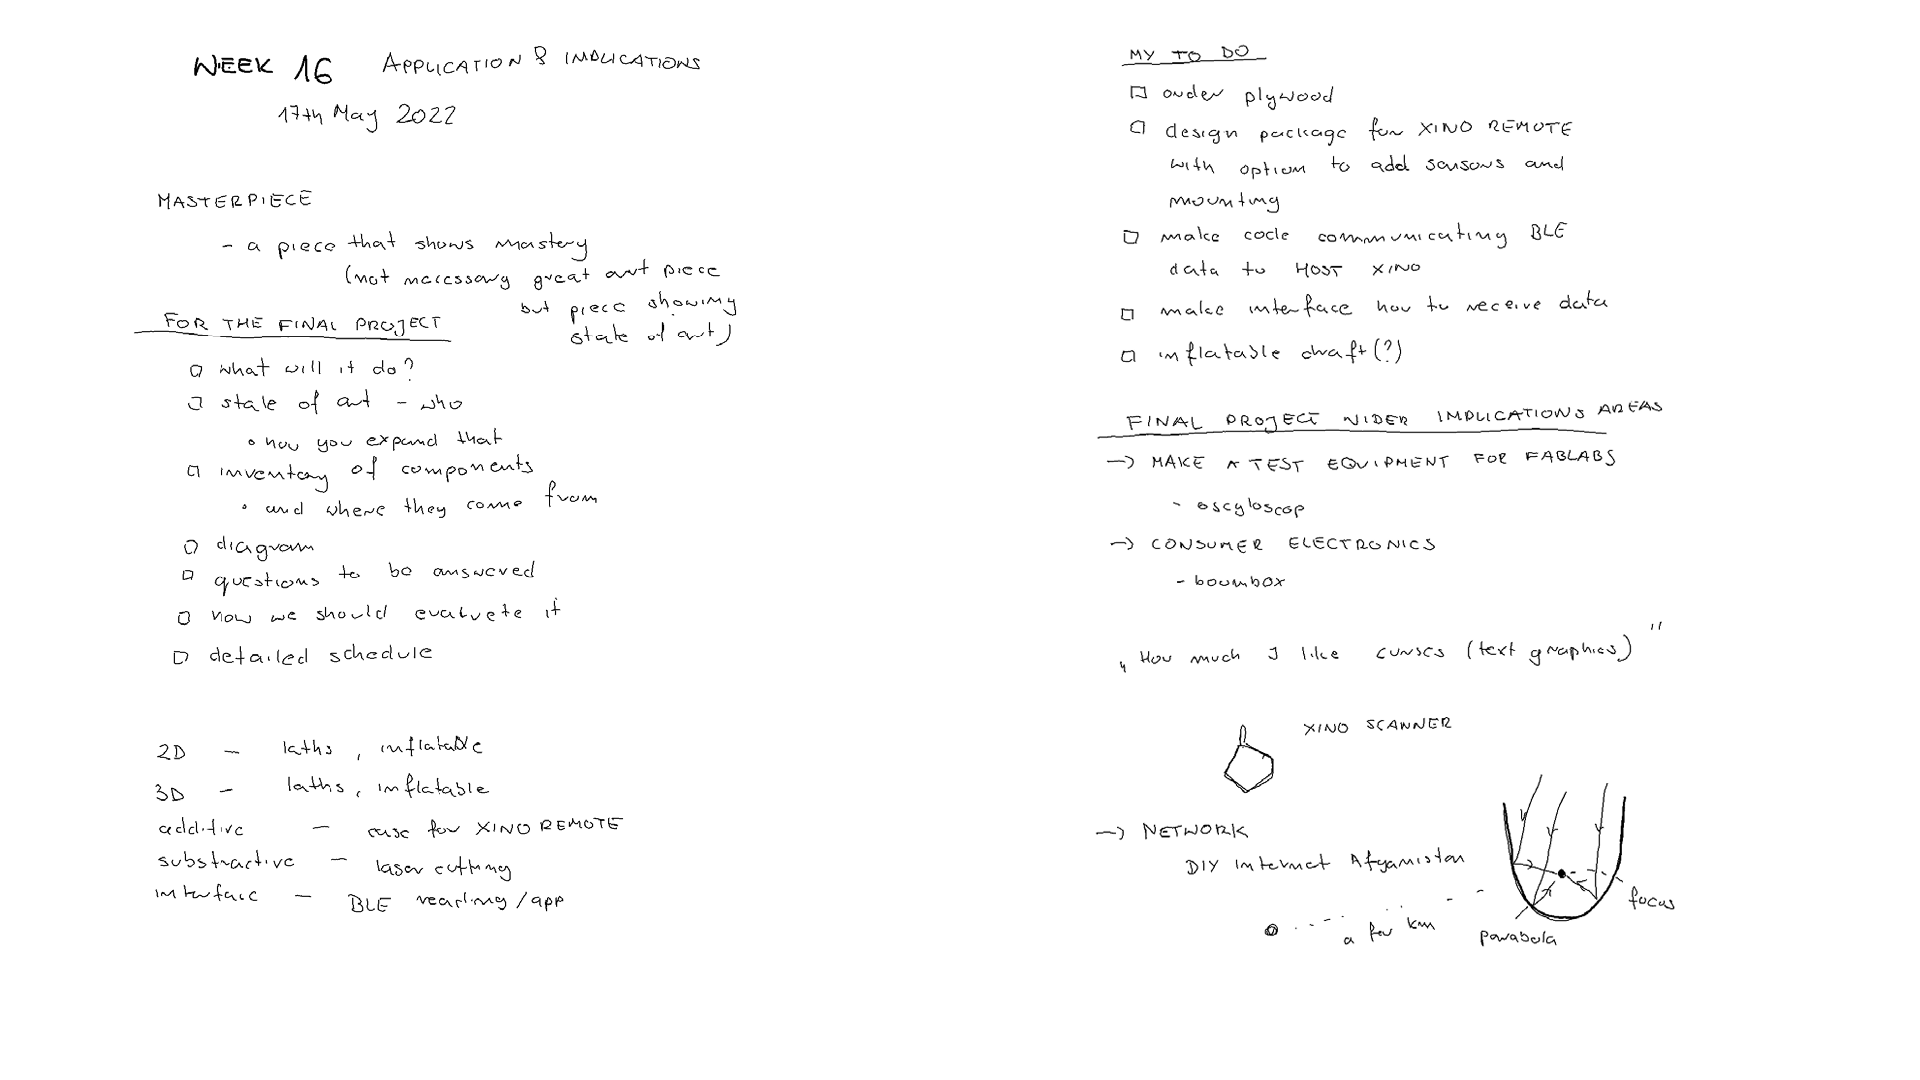 WEEK 16 APPLICATION & IMPLICATIONS
17th May 2022
MASTERPIECE
- a piece that shows mastery
(not necessary great art piece
but piece showing
state of art)
FOR THE FINAL PROJECT
□ what will it do?
□ state of art - who
• how you expand that
□ inventory of components
• and where they come from
□ diagram
□ questions to be answered
□ how we should evaluete it
□ detailed schedule
2D - laths, inflatable
3D - laths, inflatable
additive - case for XINO REMOTE
substractive - laser cutting
interface - BLE reading/app
MY TO DO
□ order plywood
□ design package for XINO REMOTE
with option to add sensors and
mounting
□ make code communicating BLE
data to HOST XINO
□ make interface how to receive data
□ inflatable draft(?)
FINAL PROJECT WIDER IMPLICATIONS AREAS
→ MAKE A TEST EQUIPMENT FOR FABLABS
- oscyloscop
→ CONSUMER ELECTRONICS
- boombox
„How much I like curses (text graphics)"
XINO SCANNER
→ NETWORK
DIY Internet Afganistan
focus
a few km
parabola